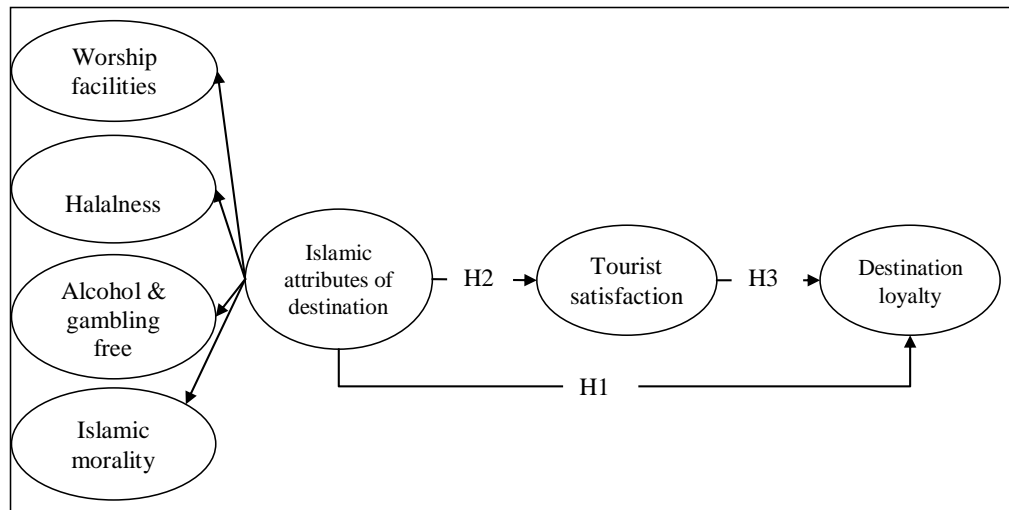 Worship
facilities
Halalness
Alcohol &
gambling
free
Islamic
morality
Islamic
attributes of
destination
H2
Tourist
satisfaction
H3
Destination
loyalty
H1